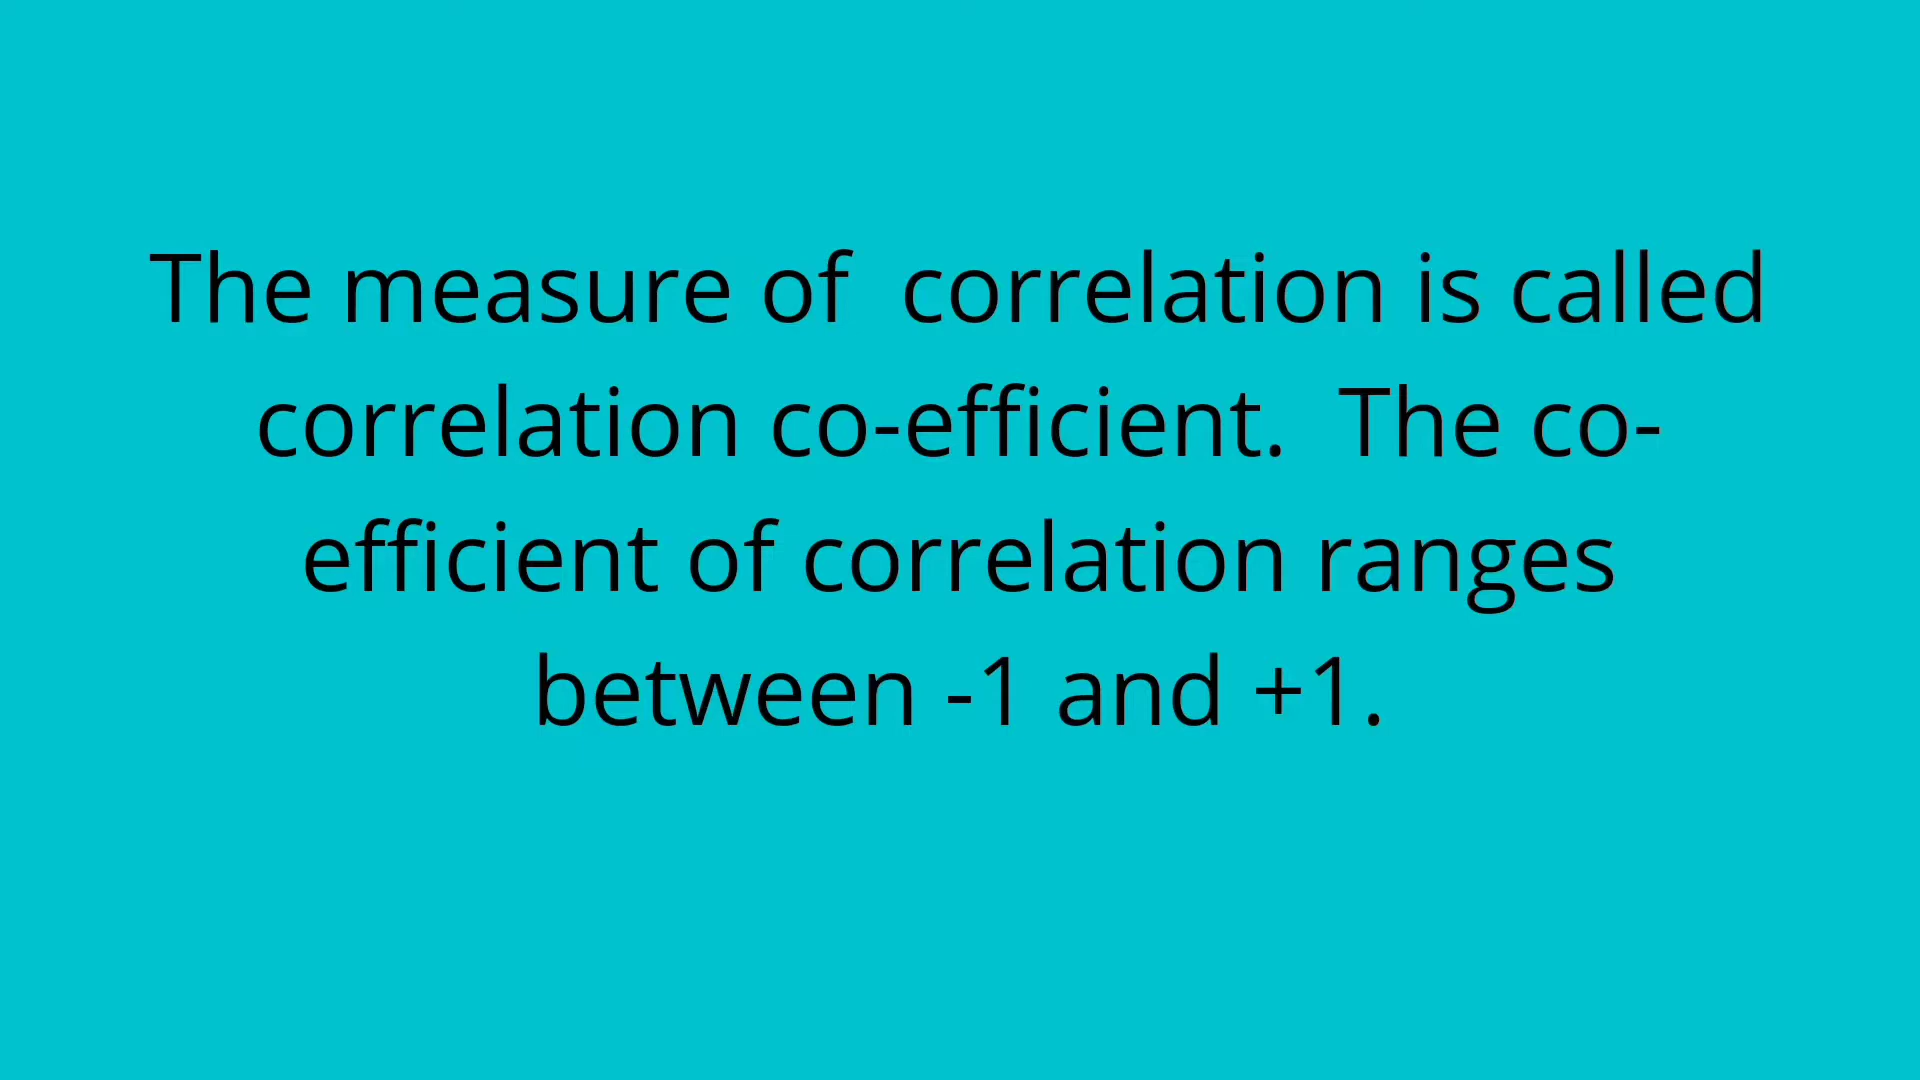 The measure of  correlation is called
correlation co-efficient.  The co-
efficient of correlation ranges
between -1 and +1.